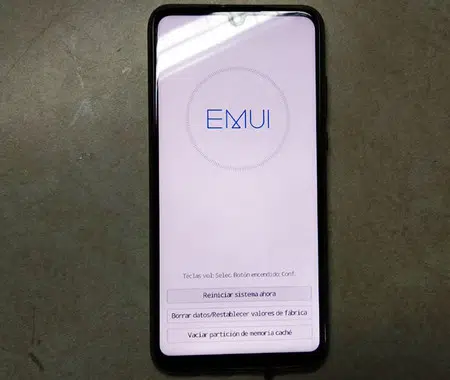 EMUI
Teclas vol: Selec. Botón encendido: Conf.
Reiniciar sistema ahora
Borrar datos/Restablecer valores de fábrica
Vaciar partición de memoria caché